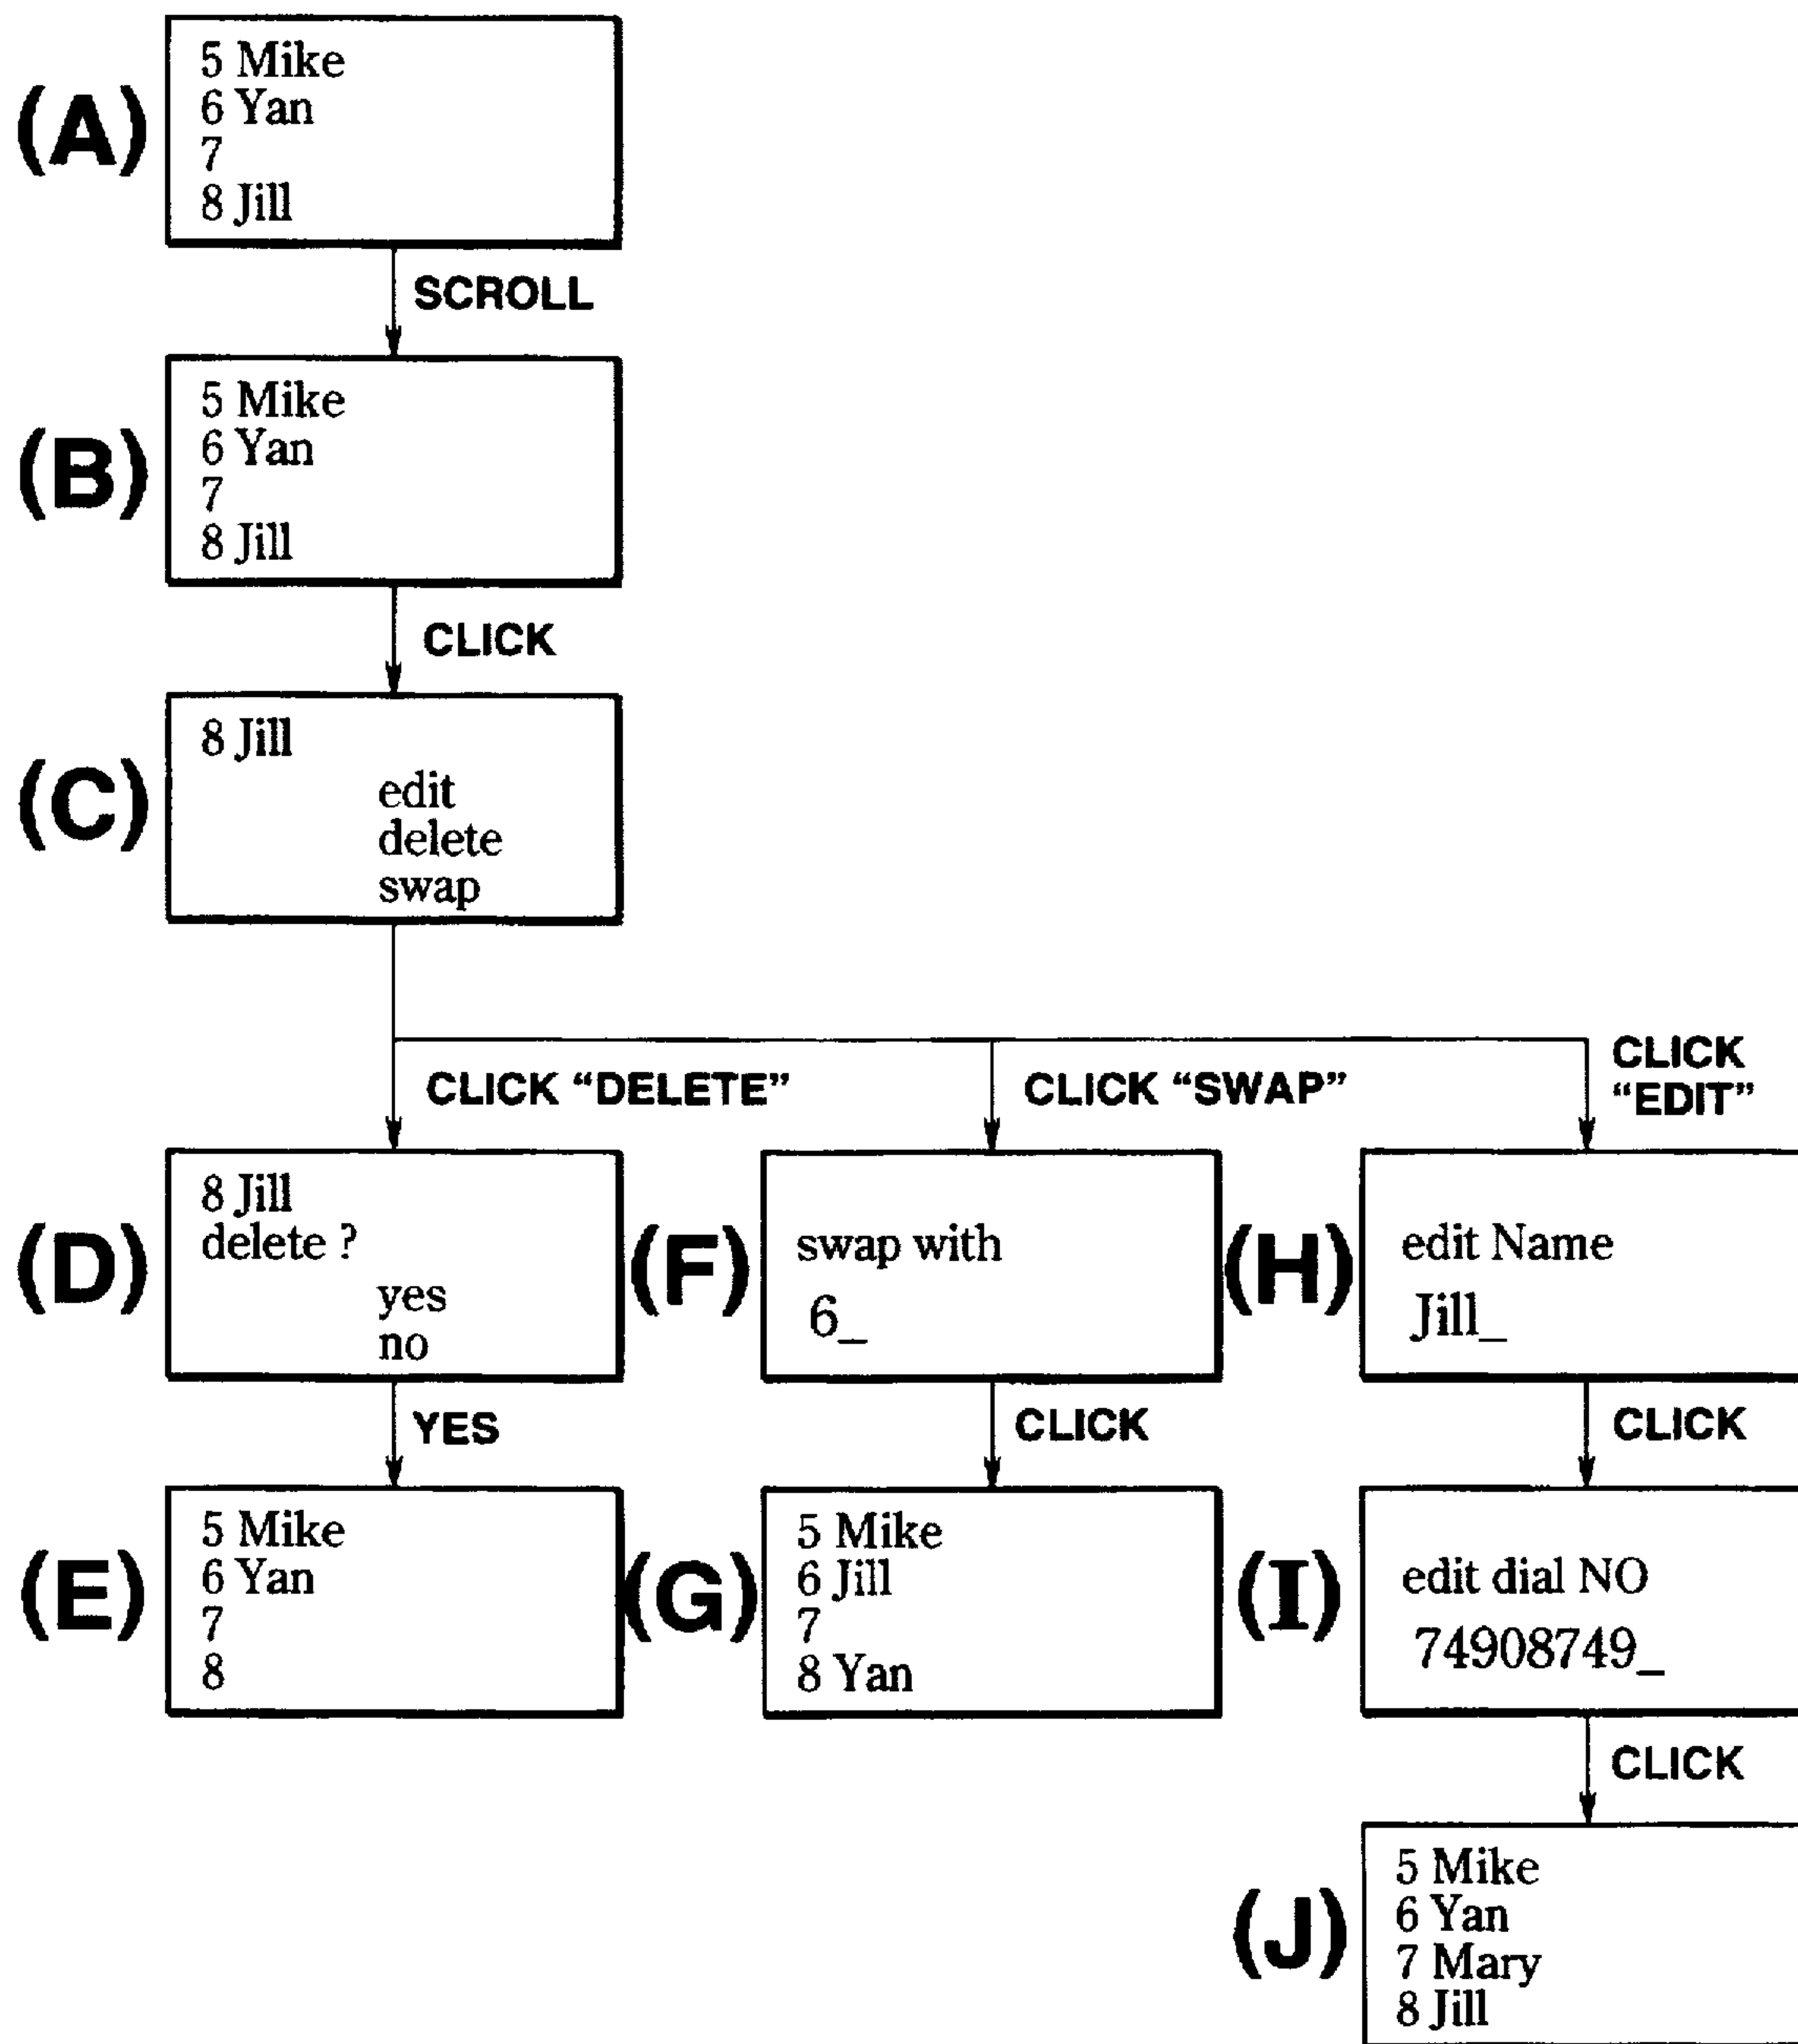 (A)
5 Mike
6 Yan
7
8 Jill
SCROLL
(B)
5 Mike
6 Yan
7
8 Jill
CLICK
(C)
8 Jill
edit
delete
swap
CLICK "DELETE"
CLICK "SWAP"
CLICK
"EDIT"
(D)
8 Jill
delete ?
yes
no
(F)
swap with
6_
(H)
edit Name
Jill_
YES
CLICK
CLICK
(E)
5 Mike
6 Yan
7
8
(G)
5 Mike
6 Jill
7
8 Yan
(I)
edit dial NO
74908749_
CLICK
(J)
5 Mike
6 Yan
7 Mary
8 Jill